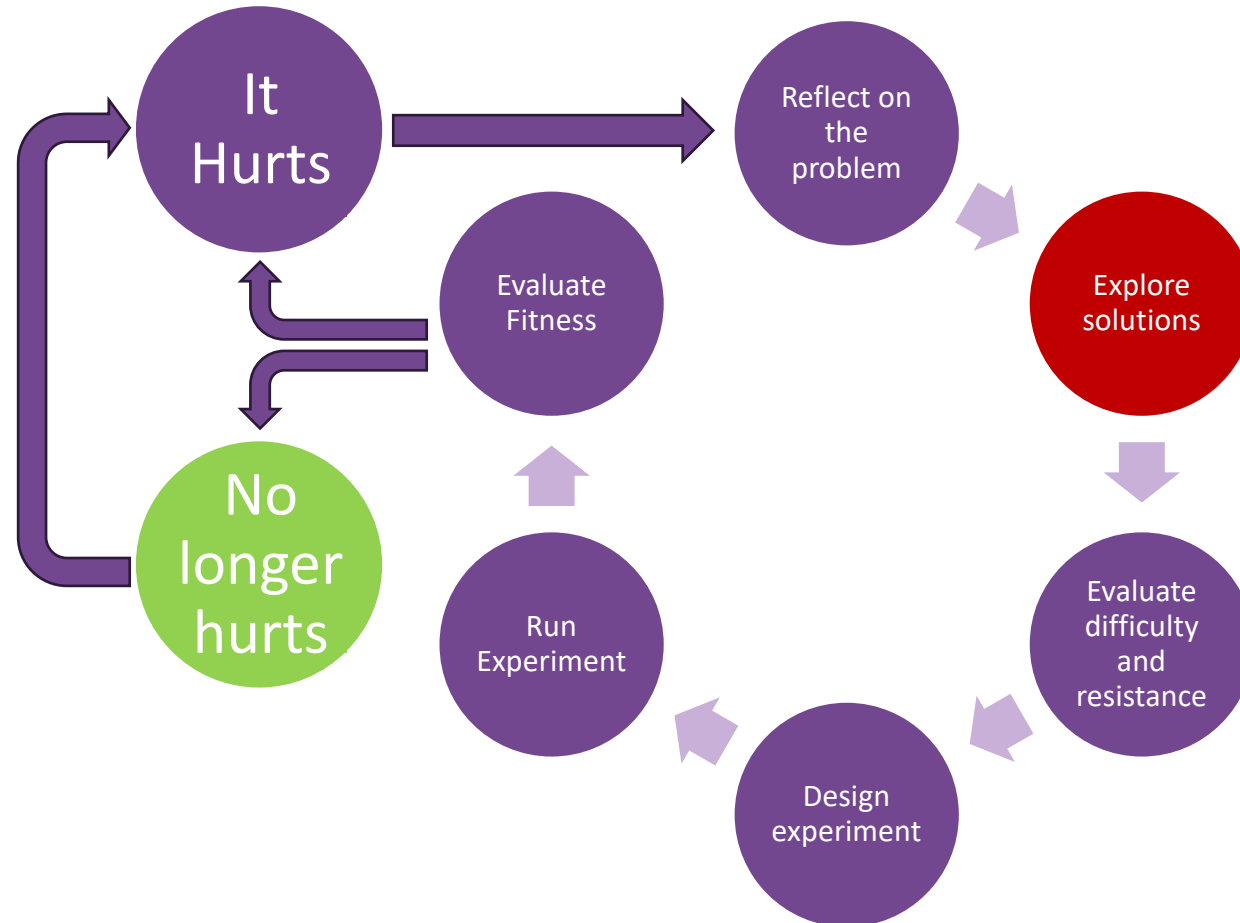 It
Hurts
Reflect on
the
problem
Explore
solutions
Evaluate
difficulty
and
resistance
Design
experiment
Run
Experiment
Evaluate
Fitness
No
longer
hurts